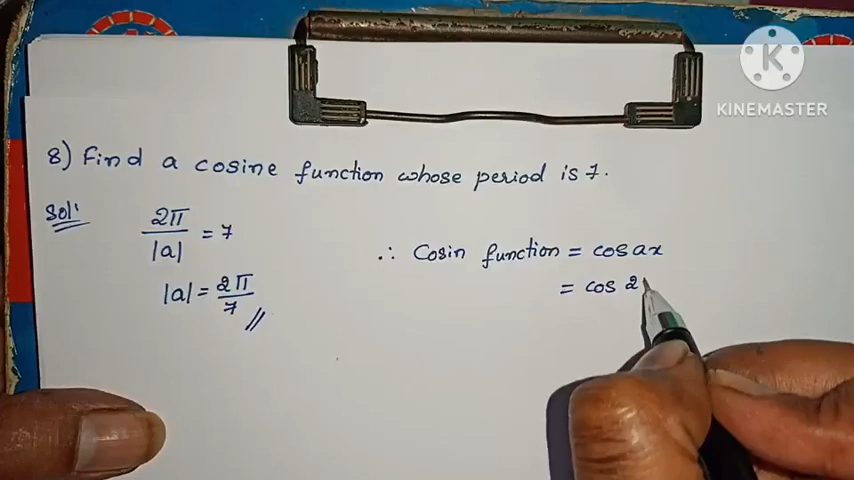 KINEMASTER
8) Find a cosine function whose period is 7.
Sol:
2π / |a| = 7
|a| = 2π / 7 //
∴ Cosin function = cos ax
= cos 2